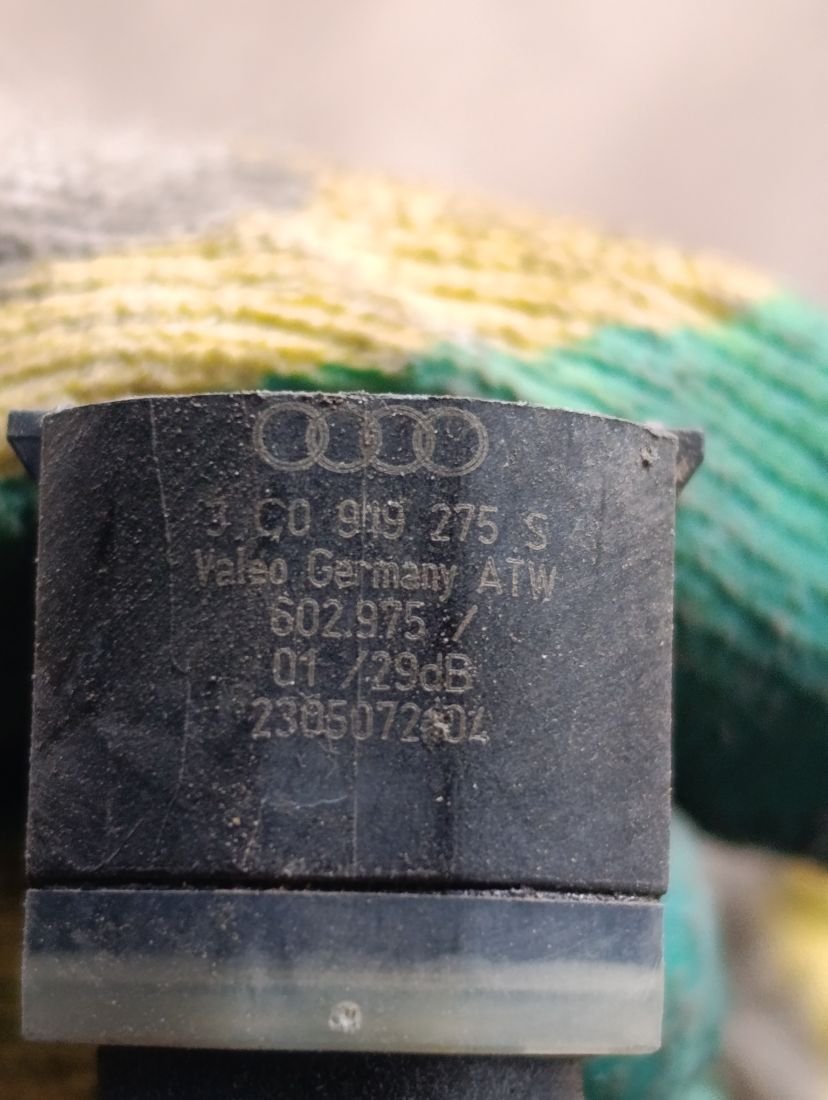 3 C0 919 275 S
Valeo Germany ATW
602.975 /
01 /29dB